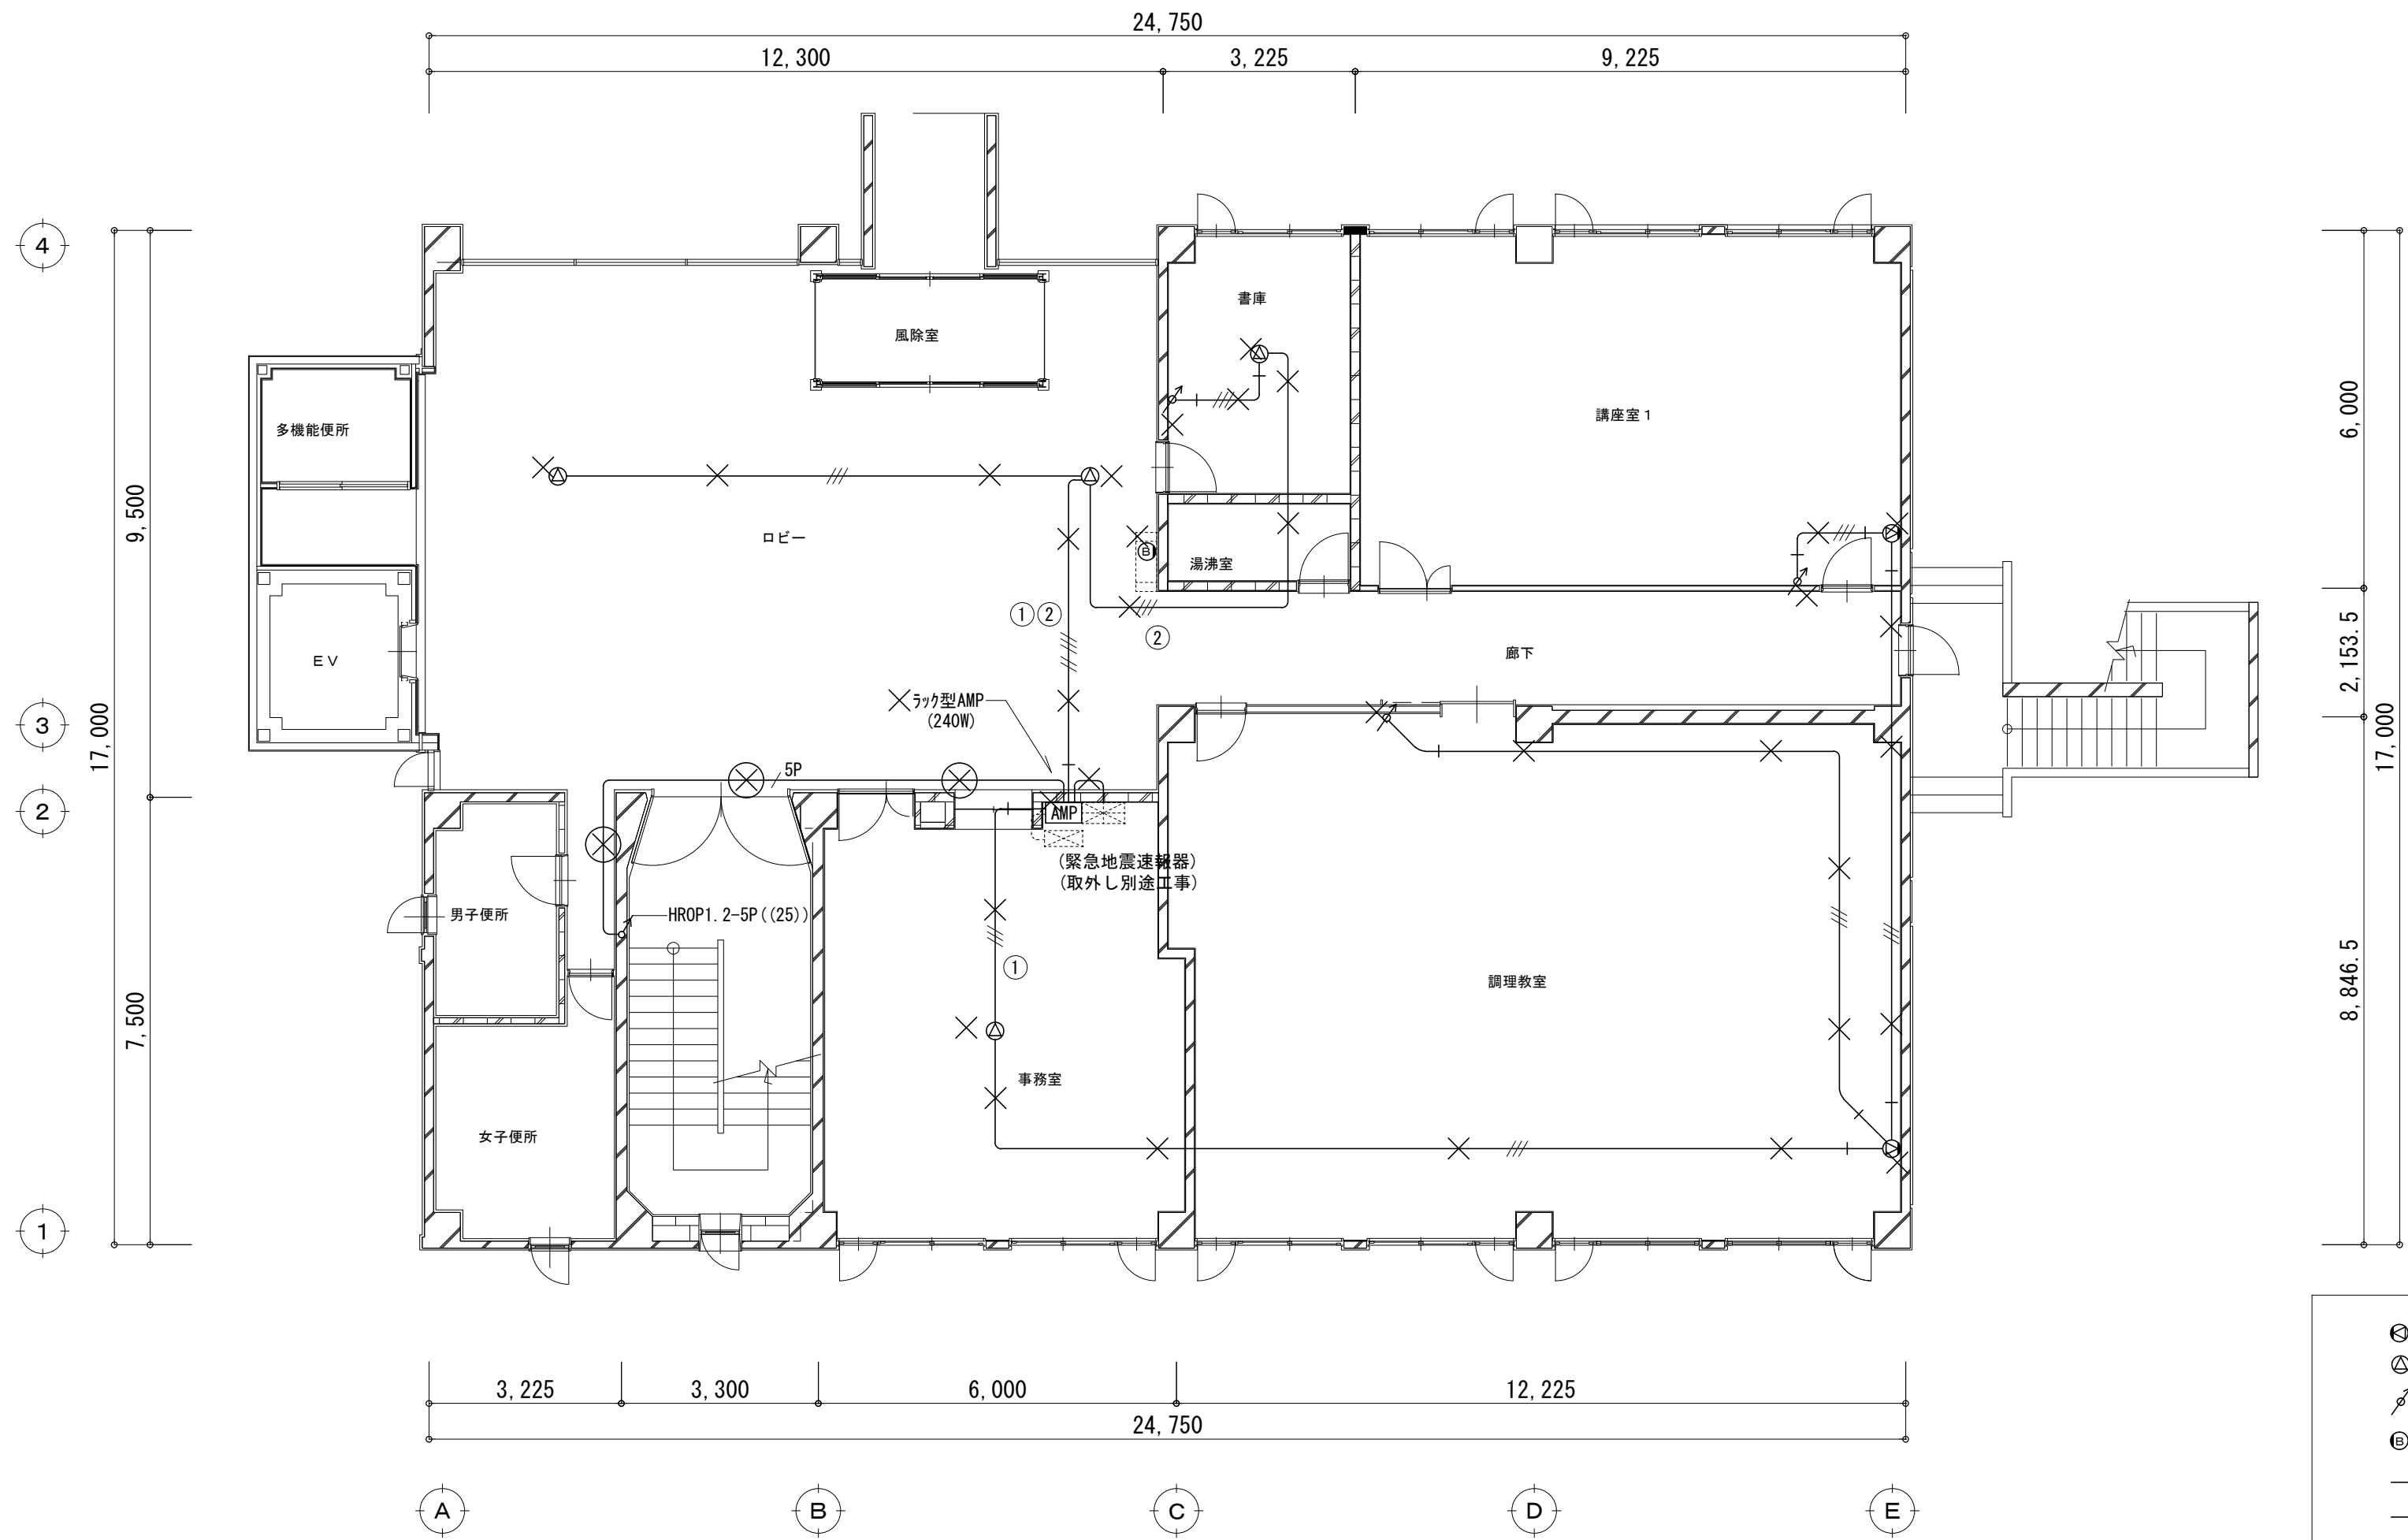 24,750
12,300
3,225
9,225
4
書庫
風除室
講座室1
多機能便所
6,000
9,500
ロビー
B
湯沸室
① ②
②
2,153.5
廊下
EV
ラック型AMP
(240W)
3
17,000
17,000
5P
2
AMP
(緊急地震速報器)
(取外し別途工事)
男子便所
HROP1.2-5P((25))
8,846.5
①
調理教室
7,500
事務室
女子便所
1
3,225
3,300
6,000
12,225
24,750
B
A
B
C
D
E